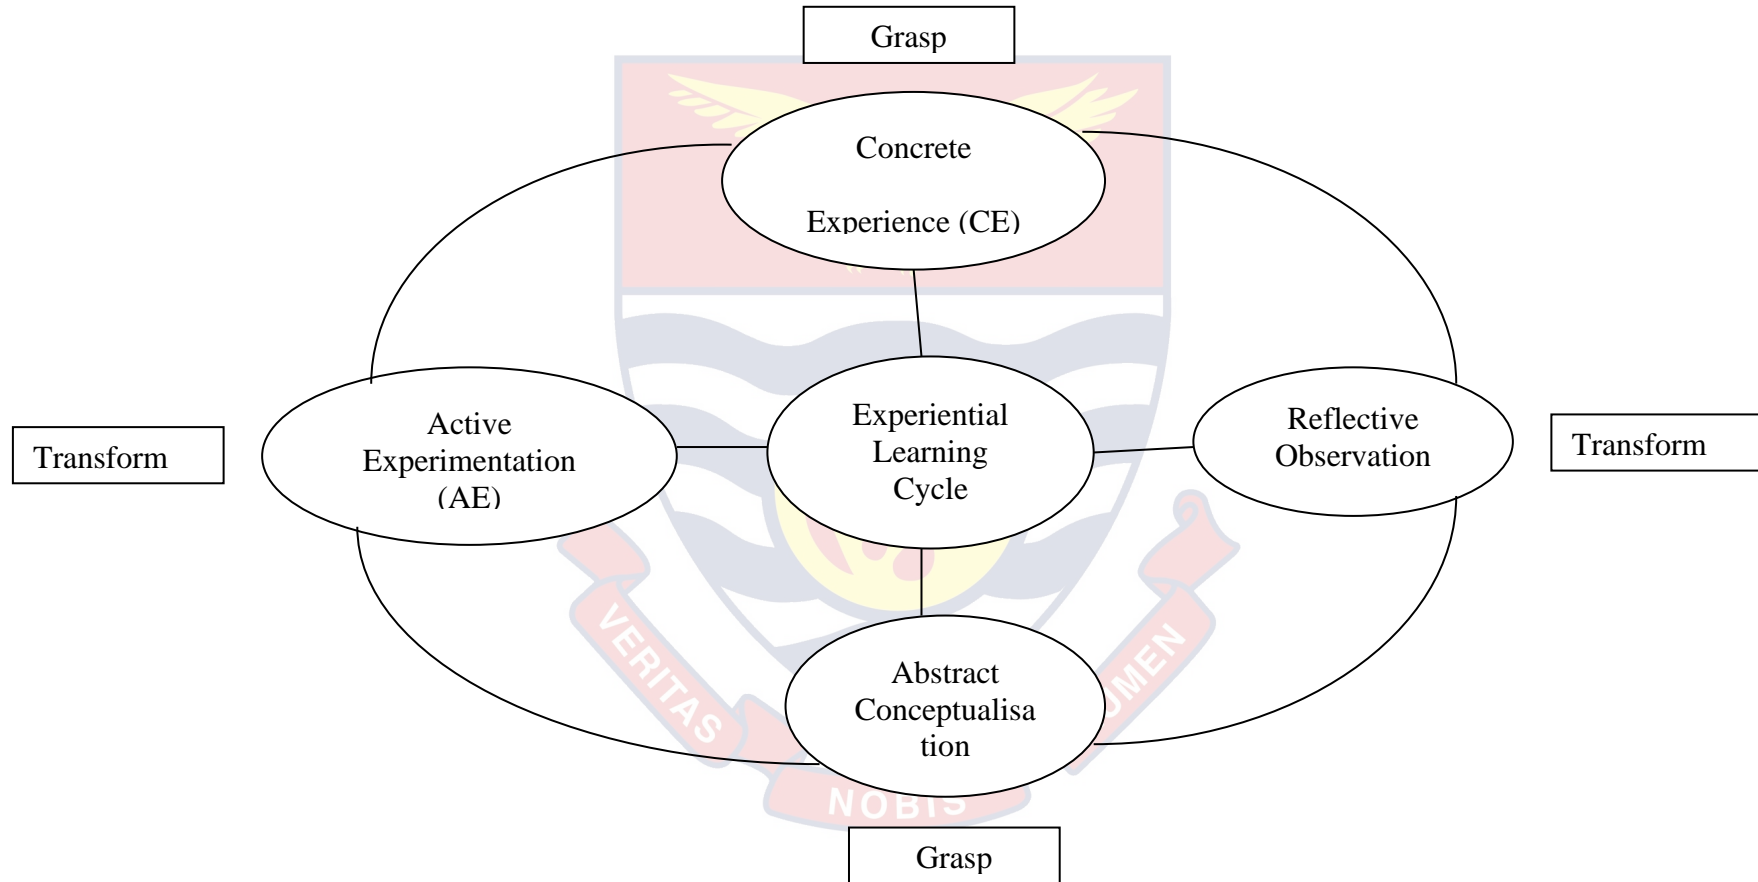 Grasp
Concrete
Experience (CE)
Active
Experimentation
(AE)
Experiential
Learning
Cycle
Reflective
Observation
Transform
Transform
Abstract
Conceptualisa
tion
Grasp
VERITAS
NOBIS